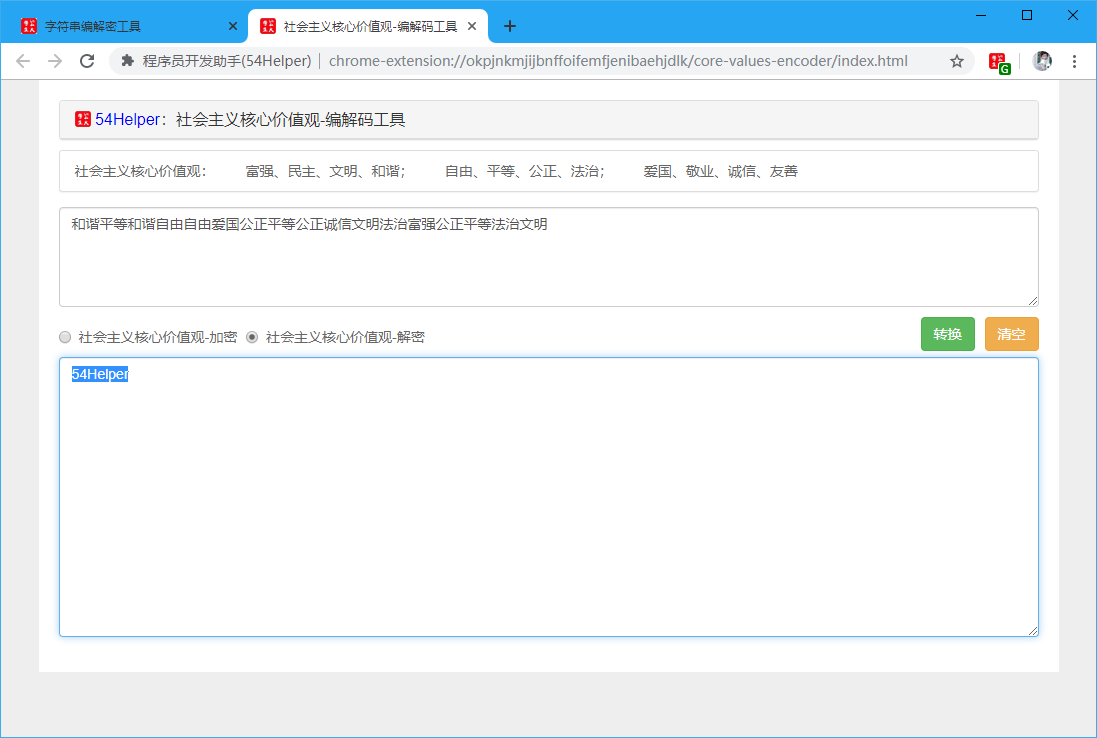 字符串编解密工具
社会主义核心价值观-编解码工具
程序员开发助手(54Helper) | chrome-extension://okpjnkmjijbnffoifemfjenibaehjdlk/core-values-encoder/index.html
54Helper：社会主义核心价值观-编解码工具
社会主义核心价值观： 富强、民主、文明、和谐； 自由、平等、公正、法治； 爱国、敬业、诚信、友善
和谐平等和谐自由自由爱国公正平等公正诚信文明法治富强公正平等法治文明
社会主义核心价值观-加密 社会主义核心价值观-解密 转换 清空
54Helper